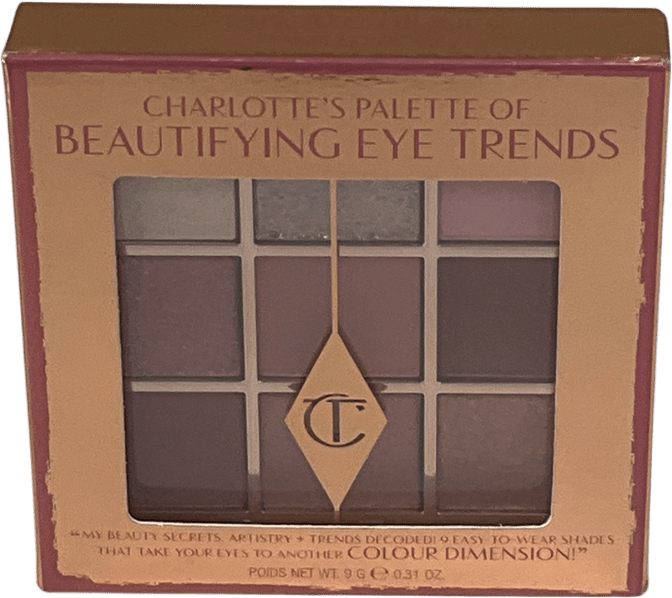 CHARLOTTE'S PALETTE OF
BEAUTIFYING EYE TRENDS
CT
"MY BEAUTY SECRETS, ARTISTRY + TRENDS DECODED! 9 EASY-TO-WEAR SHADES
THAT TAKE YOUR EYES TO ANOTHER COLOUR DIMENSION!"
POIDS NET WT. 9 G ℮ 0.31 OZ.